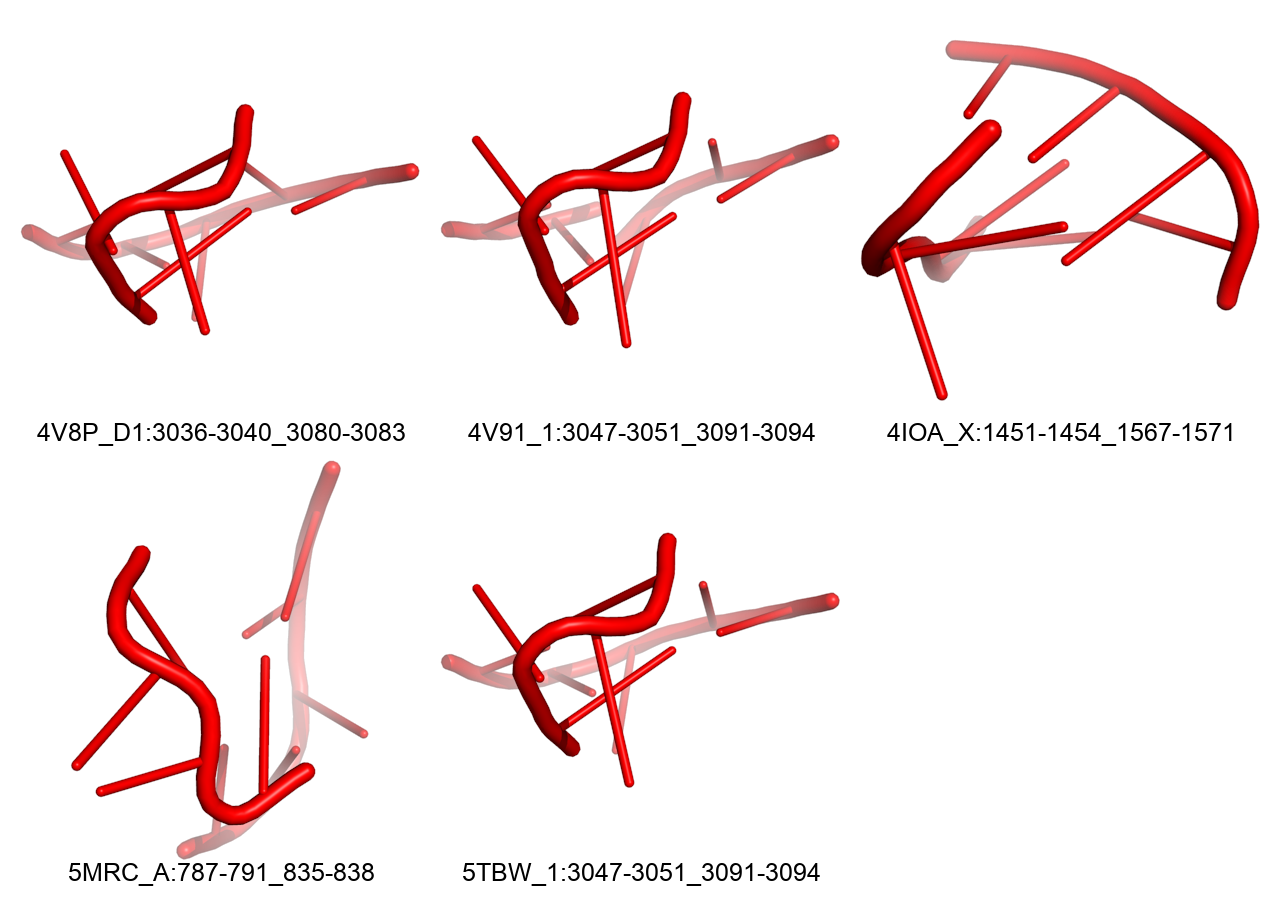 4V8P_D1:3036-3040_3080-3083
4V91_1:3047-3051_3091-3094
4IOA_X:1451-1454_1567-1571
5MRC_A:787-791_835-838
5TBW_1:3047-3051_3091-3094